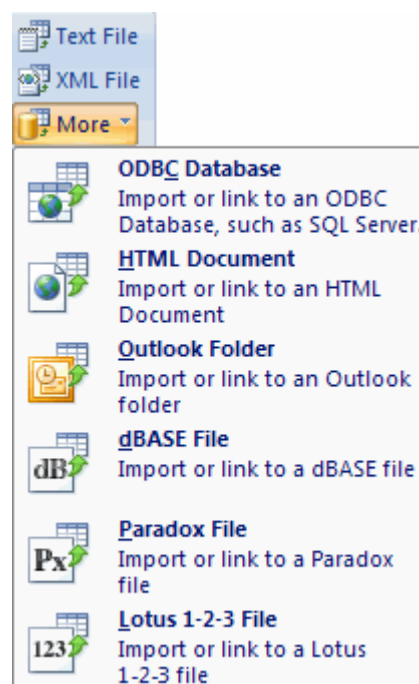 Text File
XML File
More
ODBC Database
Import or link to an ODBC
Database, such as SQL Server.
HTML Document
Import or link to an HTML
Document
Outlook Folder
Import or link to an Outlook
folder
dBASE File
dB
Import or link to a dBASE file
Paradox File
Px
Import or link to a Paradox
file
Lotus 1-2-3 File
123
Import or link to a Lotus
1-2-3 file